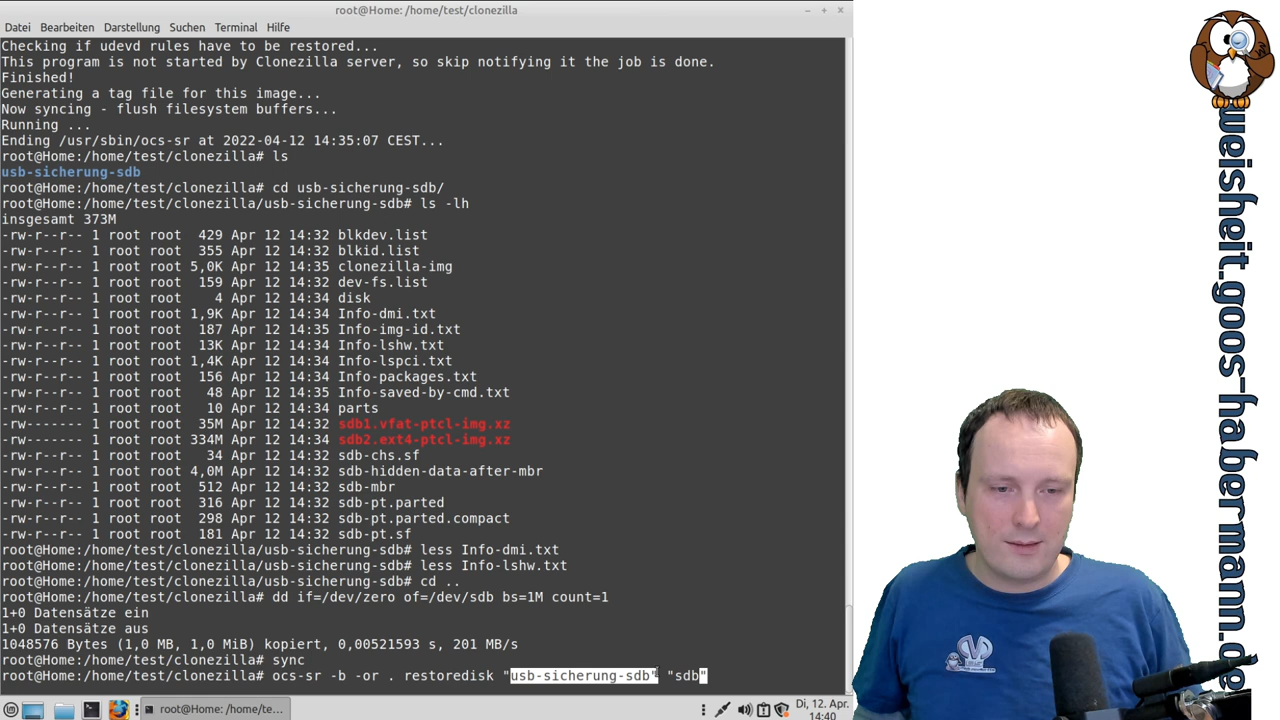 root@Home: /home/test/clonezilla
Datei Bearbeiten Darstellung Suchen Terminal Hilfe
Checking if udevd rules have to be restored...
This program is not started by Clonezilla server, so skip notifying it the job is done.
Finished!
Generating a tag file for this image...
Now syncing - flush filesystem buffers...
Running ...
Ending /usr/sbin/ocs-sr at 2022-04-12 14:35:07 CEST...
root@Home:/home/test/clonezilla# ls
usb-sicherung-sdb
root@Home:/home/test/clonezilla# cd usb-sicherung-sdb/
root@Home:/home/test/clonezilla/usb-sicherung-sdb# ls -lh
insgesamt 373M
-rw-r--r-- 1 root root  429 Apr 12 14:32 blkdev.list
-rw-r--r-- 1 root root  355 Apr 12 14:32 blkid.list
-rw-r--r-- 1 root root 5,0K Apr 12 14:35 clonezilla-img
-rw-r--r-- 1 root root  159 Apr 12 14:32 dev-fs.list
-rw-r--r-- 1 root root    4 Apr 12 14:34 disk
-rw-r--r-- 1 root root 1,9K Apr 12 14:34 Info-dmi.txt
-rw-r--r-- 1 root root  187 Apr 12 14:35 Info-img-id.txt
-rw-r--r-- 1 root root  13K Apr 12 14:34 Info-lshw.txt
-rw-r--r-- 1 root root 1,4K Apr 12 14:34 Info-lspci.txt
-rw-r--r-- 1 root root  156 Apr 12 14:34 Info-packages.txt
-rw-r--r-- 1 root root   48 Apr 12 14:35 Info-saved-by-cmd.txt
-rw-r--r-- 1 root root   10 Apr 12 14:34 parts
-rw------- 1 root root  35M Apr 12 14:32 sdb1.vfat-ptcl-img.xz
-rw------- 1 root root 334M Apr 12 14:34 sdb2.ext4-ptcl-img.xz
-rw-r--r-- 1 root root   34 Apr 12 14:32 sdb-chs.sf
-rw-r--r-- 1 root root 4,0M Apr 12 14:32 sdb-hidden-data-after-mbr
-rw-r--r-- 1 root root  512 Apr 12 14:32 sdb-mbr
-rw-r--r-- 1 root root  316 Apr 12 14:32 sdb-pt.parted
-rw-r--r-- 1 root root  298 Apr 12 14:32 sdb-pt.parted.compact
-rw-r--r-- 1 root root  181 Apr 12 14:32 sdb-pt.sf
root@Home:/home/test/clonezilla/usb-sicherung-sdb# less Info-dmi.txt
root@Home:/home/test/clonezilla/usb-sicherung-sdb# less Info-lshw.txt
root@Home:/home/test/clonezilla/usb-sicherung-sdb# cd ..
root@Home:/home/test/clonezilla# dd if=/dev/zero of=/dev/sdb bs=1M count=1
1+0 Datensätze ein
1+0 Datensätze aus
1048576 Bytes (1,0 MB, 1,0 MiB) kopiert, 0,00521593 s, 201 MB/s
root@Home:/home/test/clonezilla# sync
root@Home:/home/test/clonezilla# ocs-sr -b -or . restoredisk "usb-sicherung-sdb" "sdb"
root@Home: /home/te...
Di, 12. Apr.
14:40
weisheit.goos-habermann.de